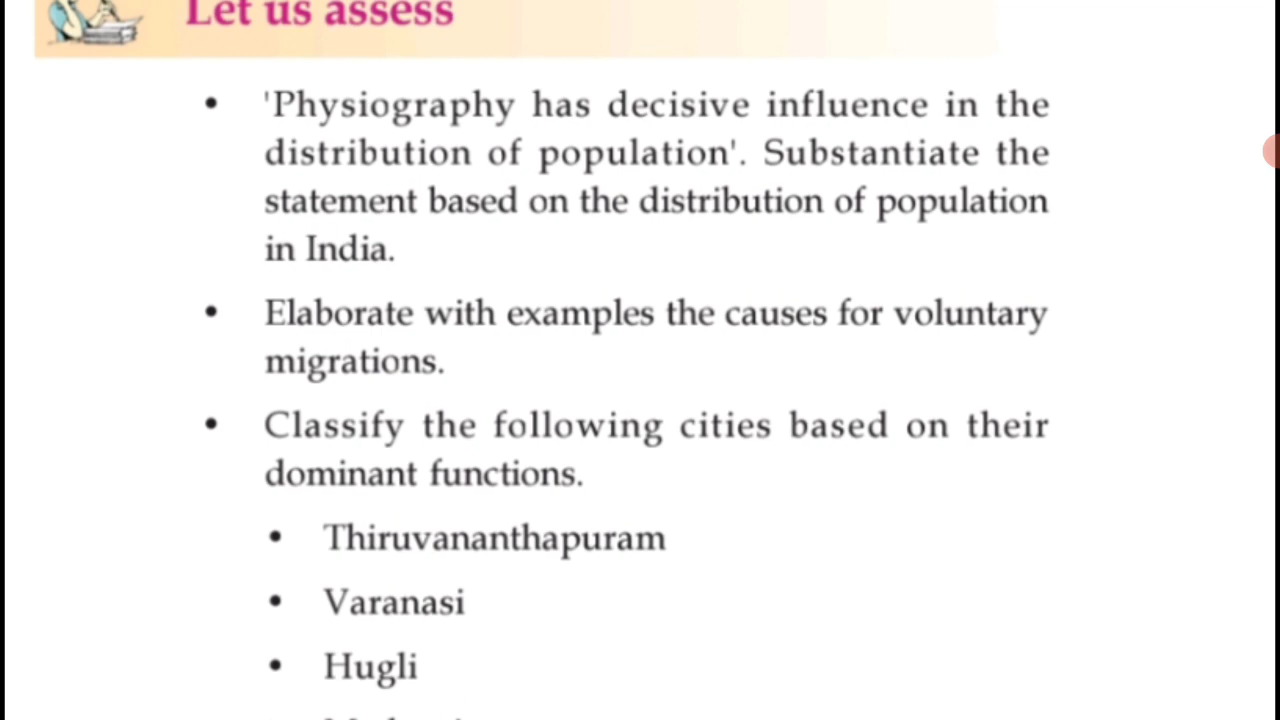 Let us assess
• 'Physiography has decisive influence in the
distribution of population'. Substantiate the
statement based on the distribution of population
in India.
• Elaborate with examples the causes for voluntary
migrations.
• Classify the following cities based on their
dominant functions.
• Thiruvananthapuram
• Varanasi
• Hugli